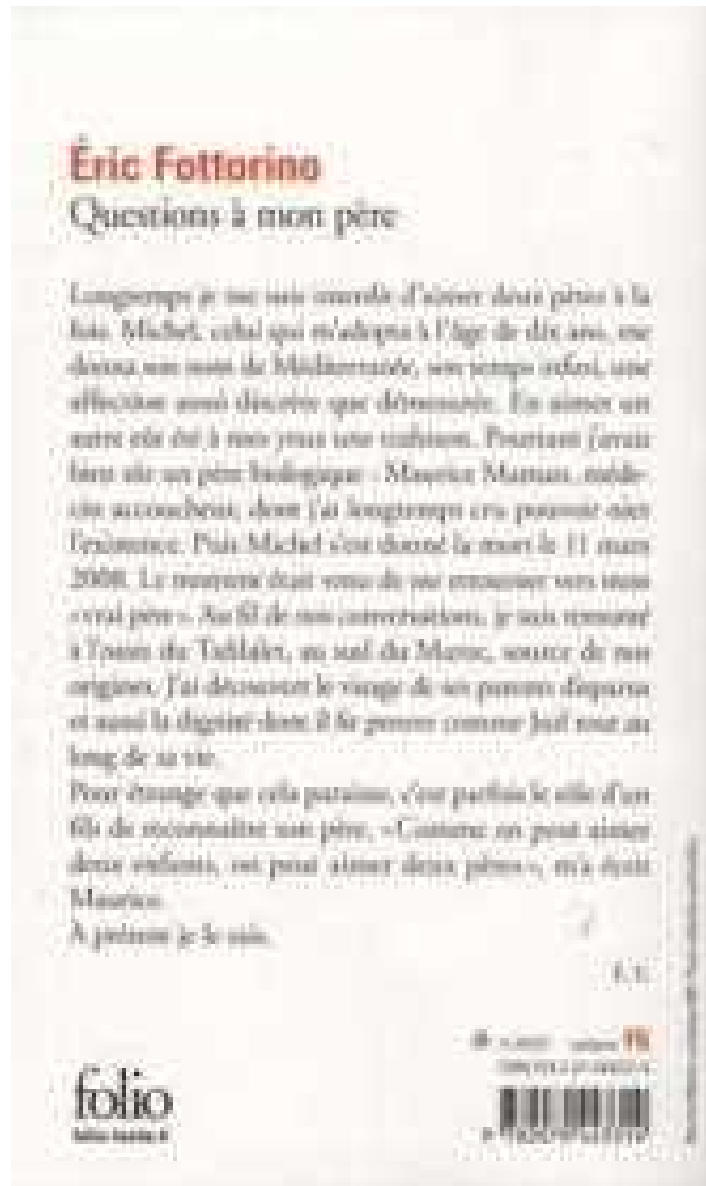 Éric Fottorino
Questions à mon père
Longtemps je me suis interdit d'aimer deux pères à la
fois. Michel, celui qui m'adopta à l'âge de dix ans, me
donna son nom de Méditerranée, son temps infini, une
affection aussi discrète que démesurée. En aimer un
autre eût été à mes yeux une trahison. Pourtant j'avais
bien sûr un père biologique : Maurice Maman, méde-
cin accoucheur, dont j'ai longtemps cru pouvoir nier
l'existence. Puis Michel s'est donné la mort le 11 mars
2008. Le moment était venu de me retourner vers mon
« vrai père ». Au fil de nos conversations, je suis remonté
à l'oasis du Tafilalet, au sud du Maroc, source de nos
origines. J'ai découvert le visage de ses parents disparus
et aussi la dignité dont il fit preuve comme Juif tout au
long de sa vie.
Pour étrange que cela paraisse, c'est parfois le rôle d'un
fils de reconnaître son père. « Comme on peut aimer
deux enfants, on peut aimer deux pères », m'a écrit
Maurice.
À présent je le sais.
É. F.
folio